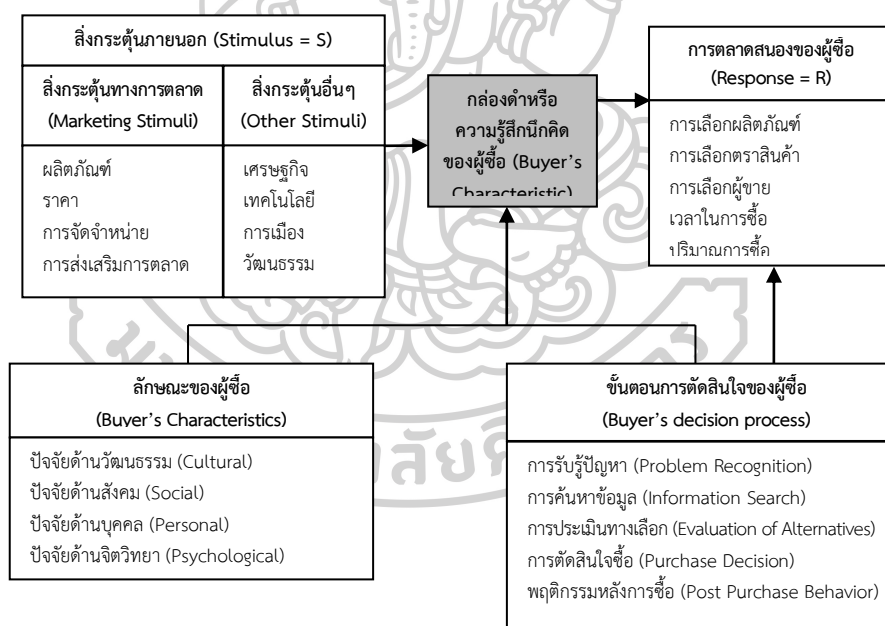 สิ่งกระตุ้นภายนอก (Stimulus = S)
สิ่งกระตุ้นทางการตลาด
(Marketing Stimuli)
ผลิตภัณฑ์
ราคา
การจัดจำหน่าย
การส่งเสริมการตลาด
สิ่งกระตุ้นอื่นๆ
(Other Stimuli)
เศรษฐกิจ
เทคโนโลยี
การเมือง
วัฒนธรรม
กล่องดำหรือ
ความรู้สึกนึกคิด
ของผู้ซื้อ (Buyer's
Characteristic)
การตลาดสนองของผู้ซื้อ
(Response = R)
การเลือกผลิตภัณฑ์
การเลือกตราสินค้า
การเลือกผู้ขาย
เวลาในการซื้อ
ปริมาณการซื้อ
ลักษณะของผู้ซื้อ
(Buyer's Characteristics)
ปัจจัยด้านวัฒนธรรม (Cultural)
ปัจจัยด้านสังคม (Social)
ปัจจัยด้านบุคคล (Personal)
ปัจจัยด้านจิตวิทยา (Psychological)
ขั้นตอนการตัดสินใจของผู้ซื้อ
(Buyer's decision process)
การรับรู้ปัญหา (Problem Recognition)
การค้นหาข้อมูล (Information Search)
การประเมินทางเลือก (Evaluation of Alternatives)
การตัดสินใจซื้อ (Purchase Decision)
พฤติกรรมหลังการซื้อ (Post Purchase Behavior)